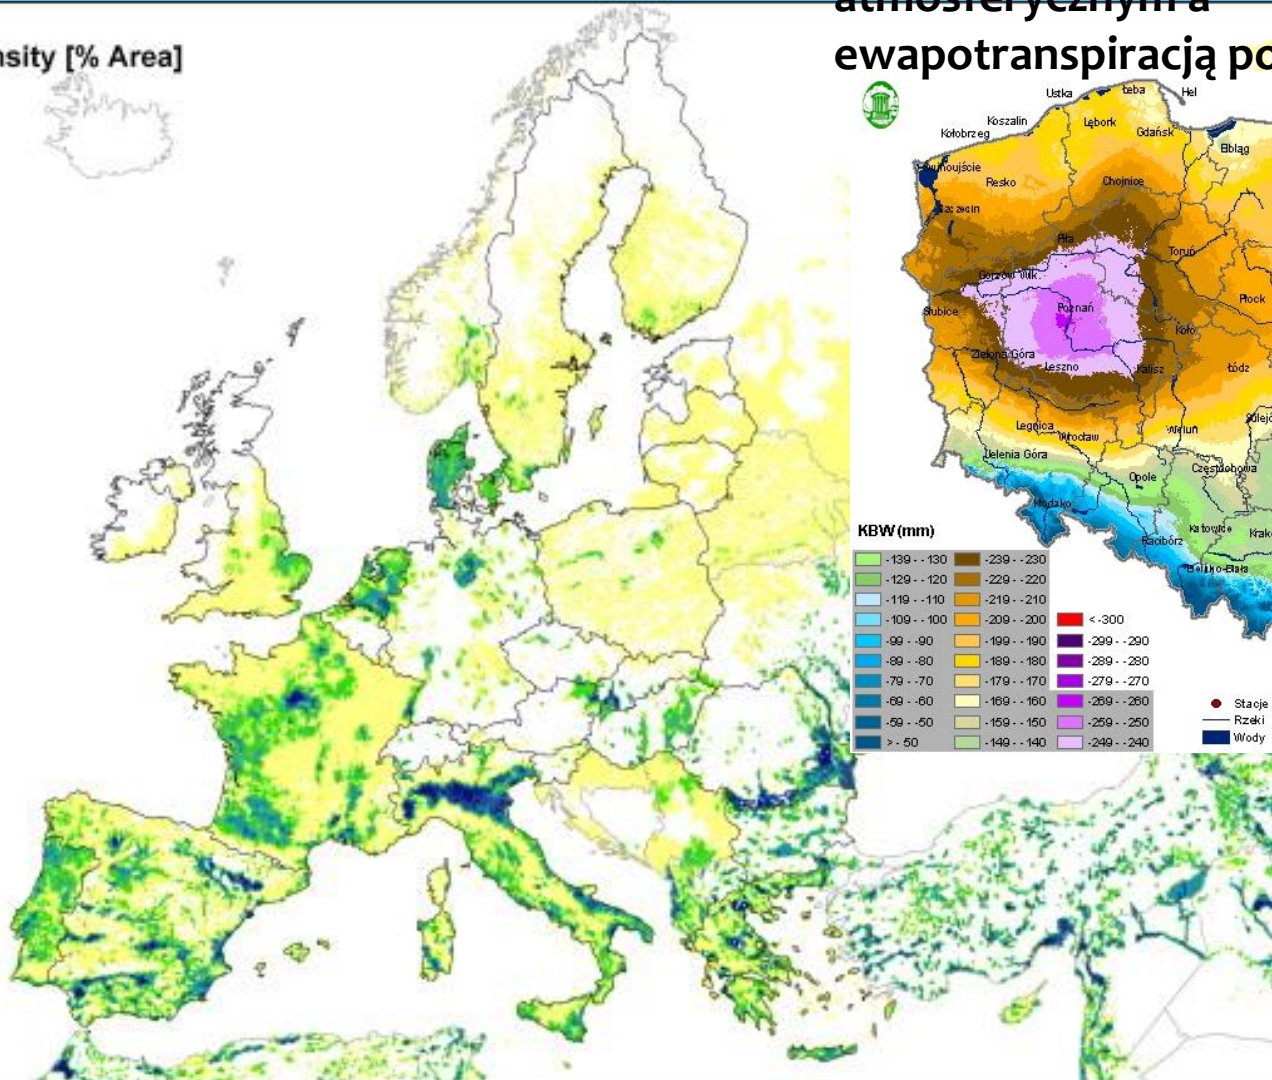 nsity [% Area]
atmosferycznym a
ewapotranspiracją po
Ustka
Łeba
Hel
Koszalin
Lębork
Gdańsk
Kołobrzeg
Elbląg
Świnoujście
Resko
Chojnice
Szczecin
Piła
Toruń
Gorzów Wlk.
Płock
Słubice
Poznań
Koło
Zielona Góra
Leszno
Kalisz
Łódź
Sulejó
Legnica
Wrocław
Wieluń
Jelenia Góra
Częstochowa
Opole
Kłodzko
Katowice
Krak
Racibórz
Bielsko-Biała
KBW (mm)
-139 - -130
-239 - -230
-129 - -120
-229 - -220
-119 - -110
-219 - -210
-109 - -100
-209 - -200
< -300
-99 - -90
-199 - -190
-299 - -290
-89 - -80
-189 - -180
-289 - -280
-79 - -70
-179 - -170
-279 - -270
-69 - -60
-169 - -160
-269 - -260
Stacje
-59 - -50
-159 - -150
-259 - -250
Rzeki
> - 50
-149 - -140
-249 - -240
Wody